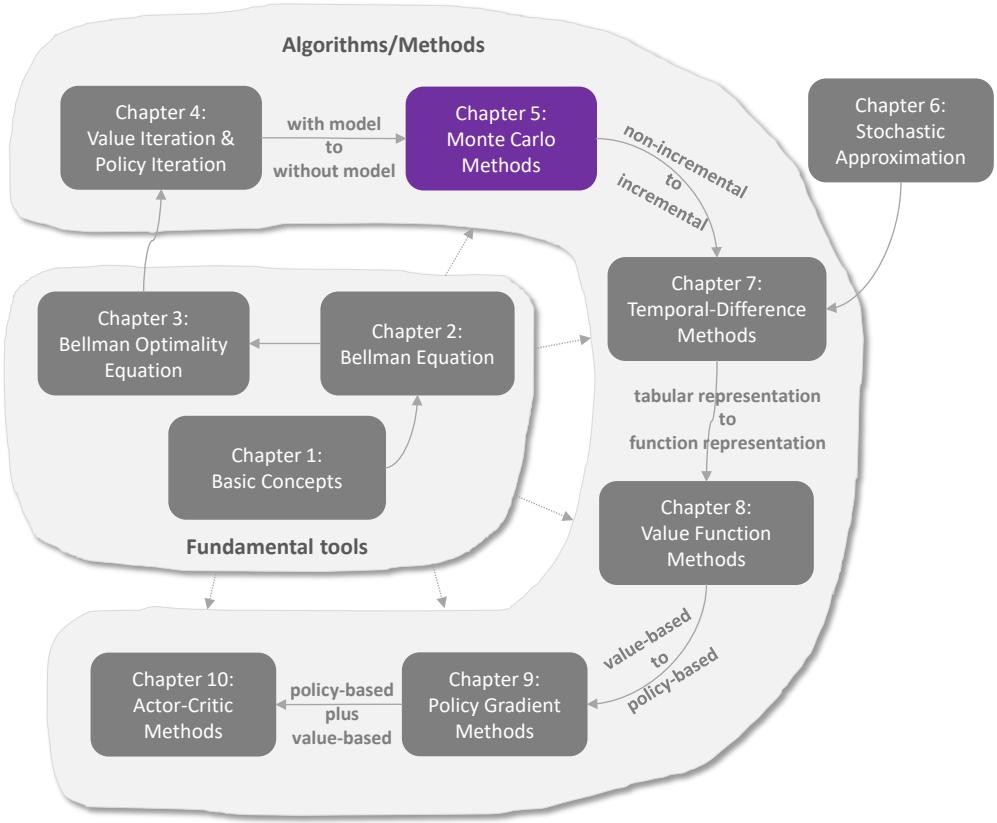 Algorithms/Methods
Chapter 4:
Value Iteration &
Policy Iteration
with model
to
without model
Chapter 5:
Monte Carlo
Methods
non-incremental
to
incremental
Chapter 6:
Stochastic
Approximation
Chapter 7:
Temporal-Difference
Methods
Chapter 3:
Bellman Optimality
Equation
Chapter 2:
Bellman Equation
Chapter 1:
Basic Concepts
Fundamental tools
tabular representation
to
function representation
Chapter 8:
Value Function
Methods
value-based
to
policy-based
Chapter 9:
Policy Gradient
Methods
policy-based
plus
value-based
Chapter 10:
Actor-Critic
Methods